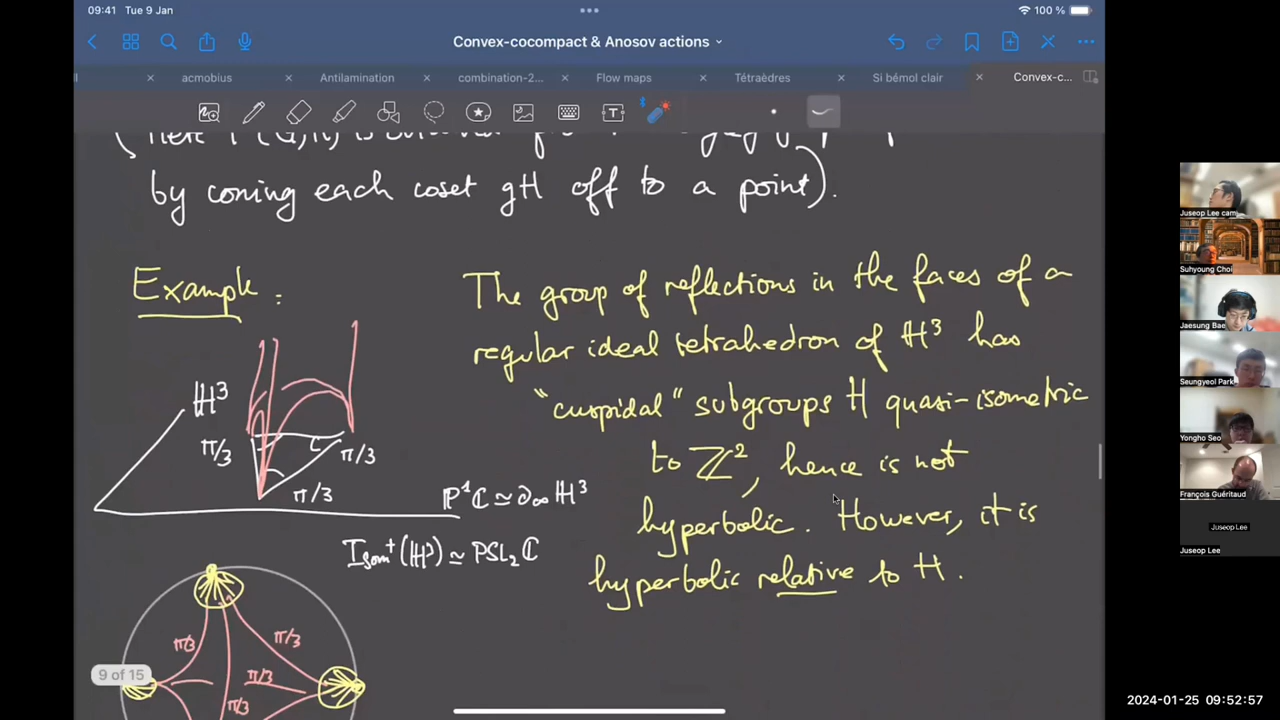 09:41 Tue 9 Jan
100 %
Convex-cocompact & Anosov actions
acmobius
Antilamination
combination-2...
Flow maps
Tétraèdres
Si bémol clair
Convex-c...
by coning each coset gH off to a point).
Example :
The group of reflections in the faces of a
regular ideal tetrahedron of ℍ³ has
"cuspidal" subgroups H quasi-isometric
to ℤ², hence is not
hyperbolic. However, it is
hyperbolic relative to H.
ℍ³
π/3
π/3
π/3
ℙ¹ℂ ≃ ∂∞ℍ³
Isom⁺(ℍ³) ≃ PSL₂ℂ
π/3
π/3
π/3
π/3
9 of 15
Juseop Lee cam
Suhyoung Choi
Jaesung Bae
Seungyeol Park
Yongho Seo
François Guéritaud
Juseop Lee
Juseop Lee
2024-01-25 09:52:57